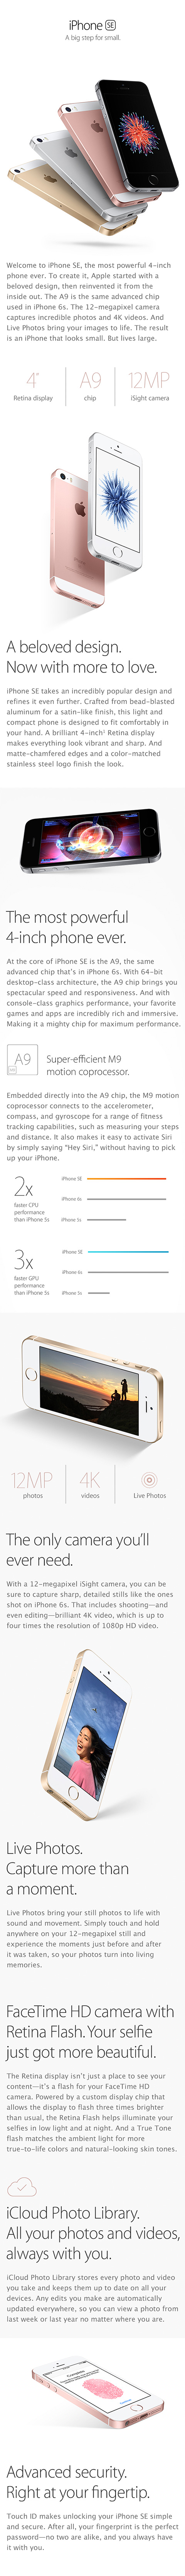 iPhone SE
A big step for small.
Welcome to iPhone SE, the most powerful 4-inch
phone ever. To create it, Apple started with a
beloved design, then reinvented it from the
inside out. The A9 is the same advanced chip
used in iPhone 6s. The 12-megapixel camera
captures incredible photos and 4K videos. And
Live Photos bring your images to life. The result
is an iPhone that looks small. But lives large.
4"
Retina display
A9
chip
12MP
iSight camera
A beloved design.
Now with more to love.
iPhone SE takes an incredibly popular design and
refines it even further. Crafted from bead-blasted
aluminum for a satin-like finish, this light and
compact phone is designed to fit comfortably in
your hand. A brilliant 4-inch¹ Retina display
makes everything look vibrant and sharp. And
matte-chamfered edges and a color-matched
stainless steel logo finish the look.
The most powerful
4-inch phone ever.
At the core of iPhone SE is the A9, the same
advanced chip that's in iPhone 6s. With 64-bit
desktop-class architecture, the A9 chip brings you
spectacular speed and responsiveness. And with
console-class graphics performance, your favorite
games and apps are incredibly rich and immersive.
Making it a mighty chip for maximum performance.
A9
Super-efficient M9
motion coprocessor.
Embedded directly into the A9 chip, the M9 motion
coprocessor connects to the accelerometer,
compass, and gyroscope for a range of fitness
tracking capabilities, such as measuring your steps
and distance. It also makes it easy to activate Siri
by simply saying "Hey Siri," without having to pick
up your iPhone.
2x
faster CPU
performance
than iPhone 5s
iPhone SE
iPhone 6s
iPhone 5s
3x
faster GPU
performance
than iPhone 5s
iPhone SE
iPhone 6s
iPhone 5s
12MP
photos
4K
videos
Live Photos
The only camera you'll
ever need.
With a 12-megapixel iSight camera, you can be
sure to capture sharp, detailed stills like the ones
shot on iPhone 6s. That includes shooting—and
even editing—brilliant 4K video, which is up to
four times the resolution of 1080p HD video.
Live Photos.
Capture more than
a moment.
Live Photos bring your still photos to life with
sound and movement. Simply touch and hold
anywhere on your 12-megapixel still and
experience the moments just before and after
it was taken, so your photos turn into living
memories.
FaceTime HD camera with
Retina Flash. Your selfie
just got more beautiful.
The Retina display isn't just a place to see your
content—it's a flash for your FaceTime HD
camera. Powered by a custom display chip that
allows the display to flash three times brighter
than usual, the Retina Flash helps illuminate your
selfies in low light and at night. And a True Tone
flash matches the ambient light for more
true-to-life colors and natural-looking skin tones.
iCloud Photo Library.
All your photos and videos,
always with you.
iCloud Photo Library stores every photo and video
you take and keeps them up to date on all your
devices. Any edits you make are automatically
updated everywhere, so you can view a photo from
last week or last year no matter where you are.
Advanced security.
Right at your fingertip.
Touch ID makes unlocking your iPhone SE simple
and secure. After all, your fingerprint is the perfect
password—no two are alike, and you always have
it with you.